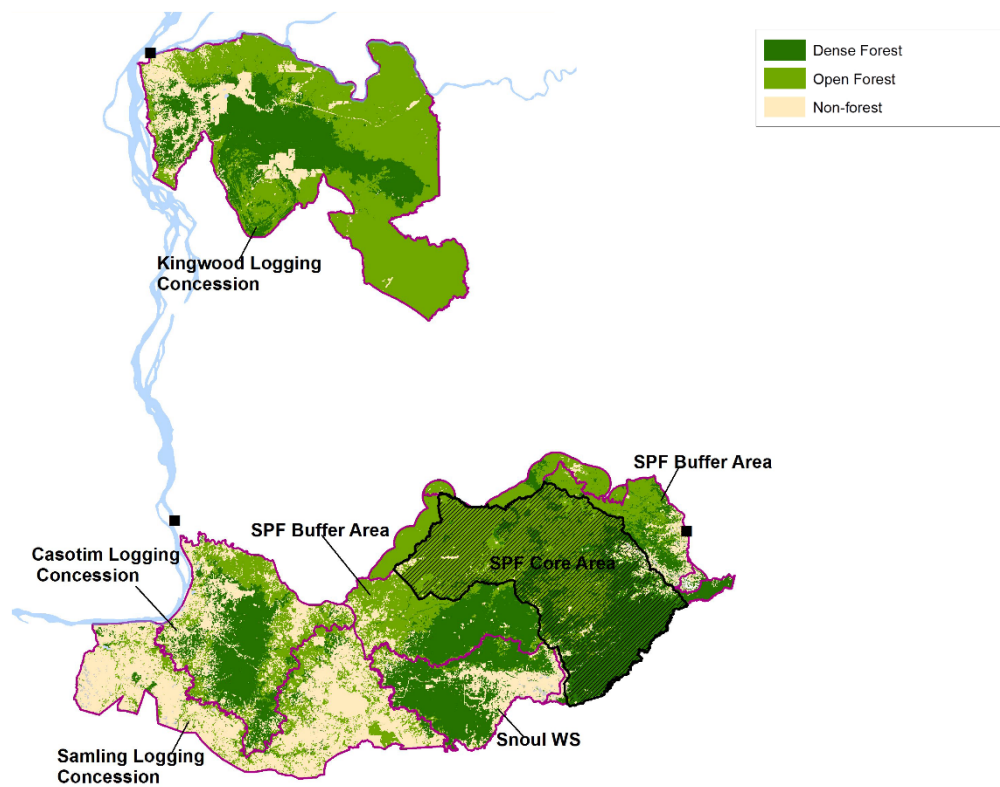 Dense Forest
Open Forest
Non-forest
Kingwood Logging
Concession
SPF Buffer Area
SPF Buffer Area
SPF Core Area
Casotim Logging
Concession
Snoul WS
Samling Logging
Concession